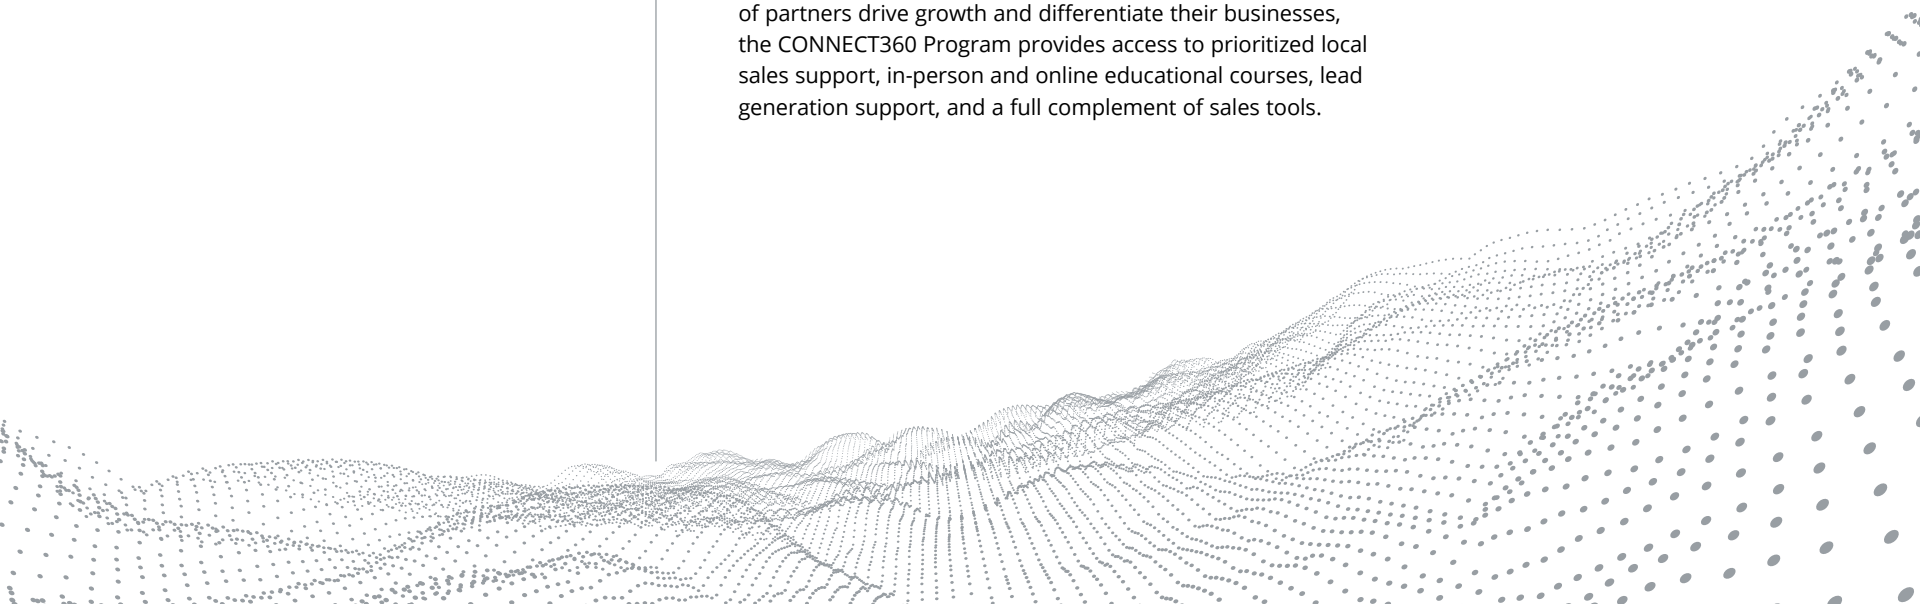 of partners drive growth and differentiate their businesses,
the CONNECT360 Program provides access to prioritized local
sales support, in-person and online educational courses, lead
generation support, and a full complement of sales tools.